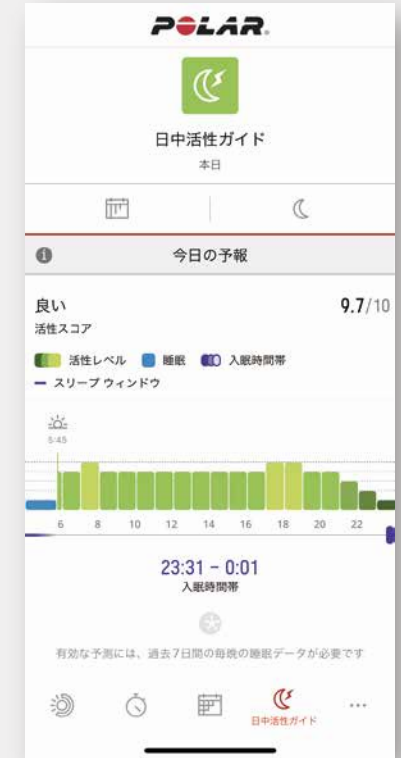 POLAR
日中活性ガイド
本日
今日の予報
良い 9.7/10
活性スコア
活性レベル 睡眠 入眠時間帯
スリープ ウィンドウ
5:45
6 8 10 12 14 16 18 20 22
23:31 - 0:01
入眠時間帯
有効な予測には、過去7日間の毎晩の睡眠データが必要です
日中活性ガイド